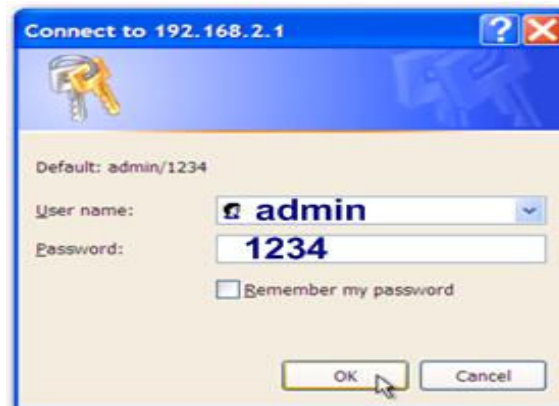 Connect to 192.168.2.1
Default: admin/1234
User name: admin
Password: 1234
Remember my password
OK Cancel